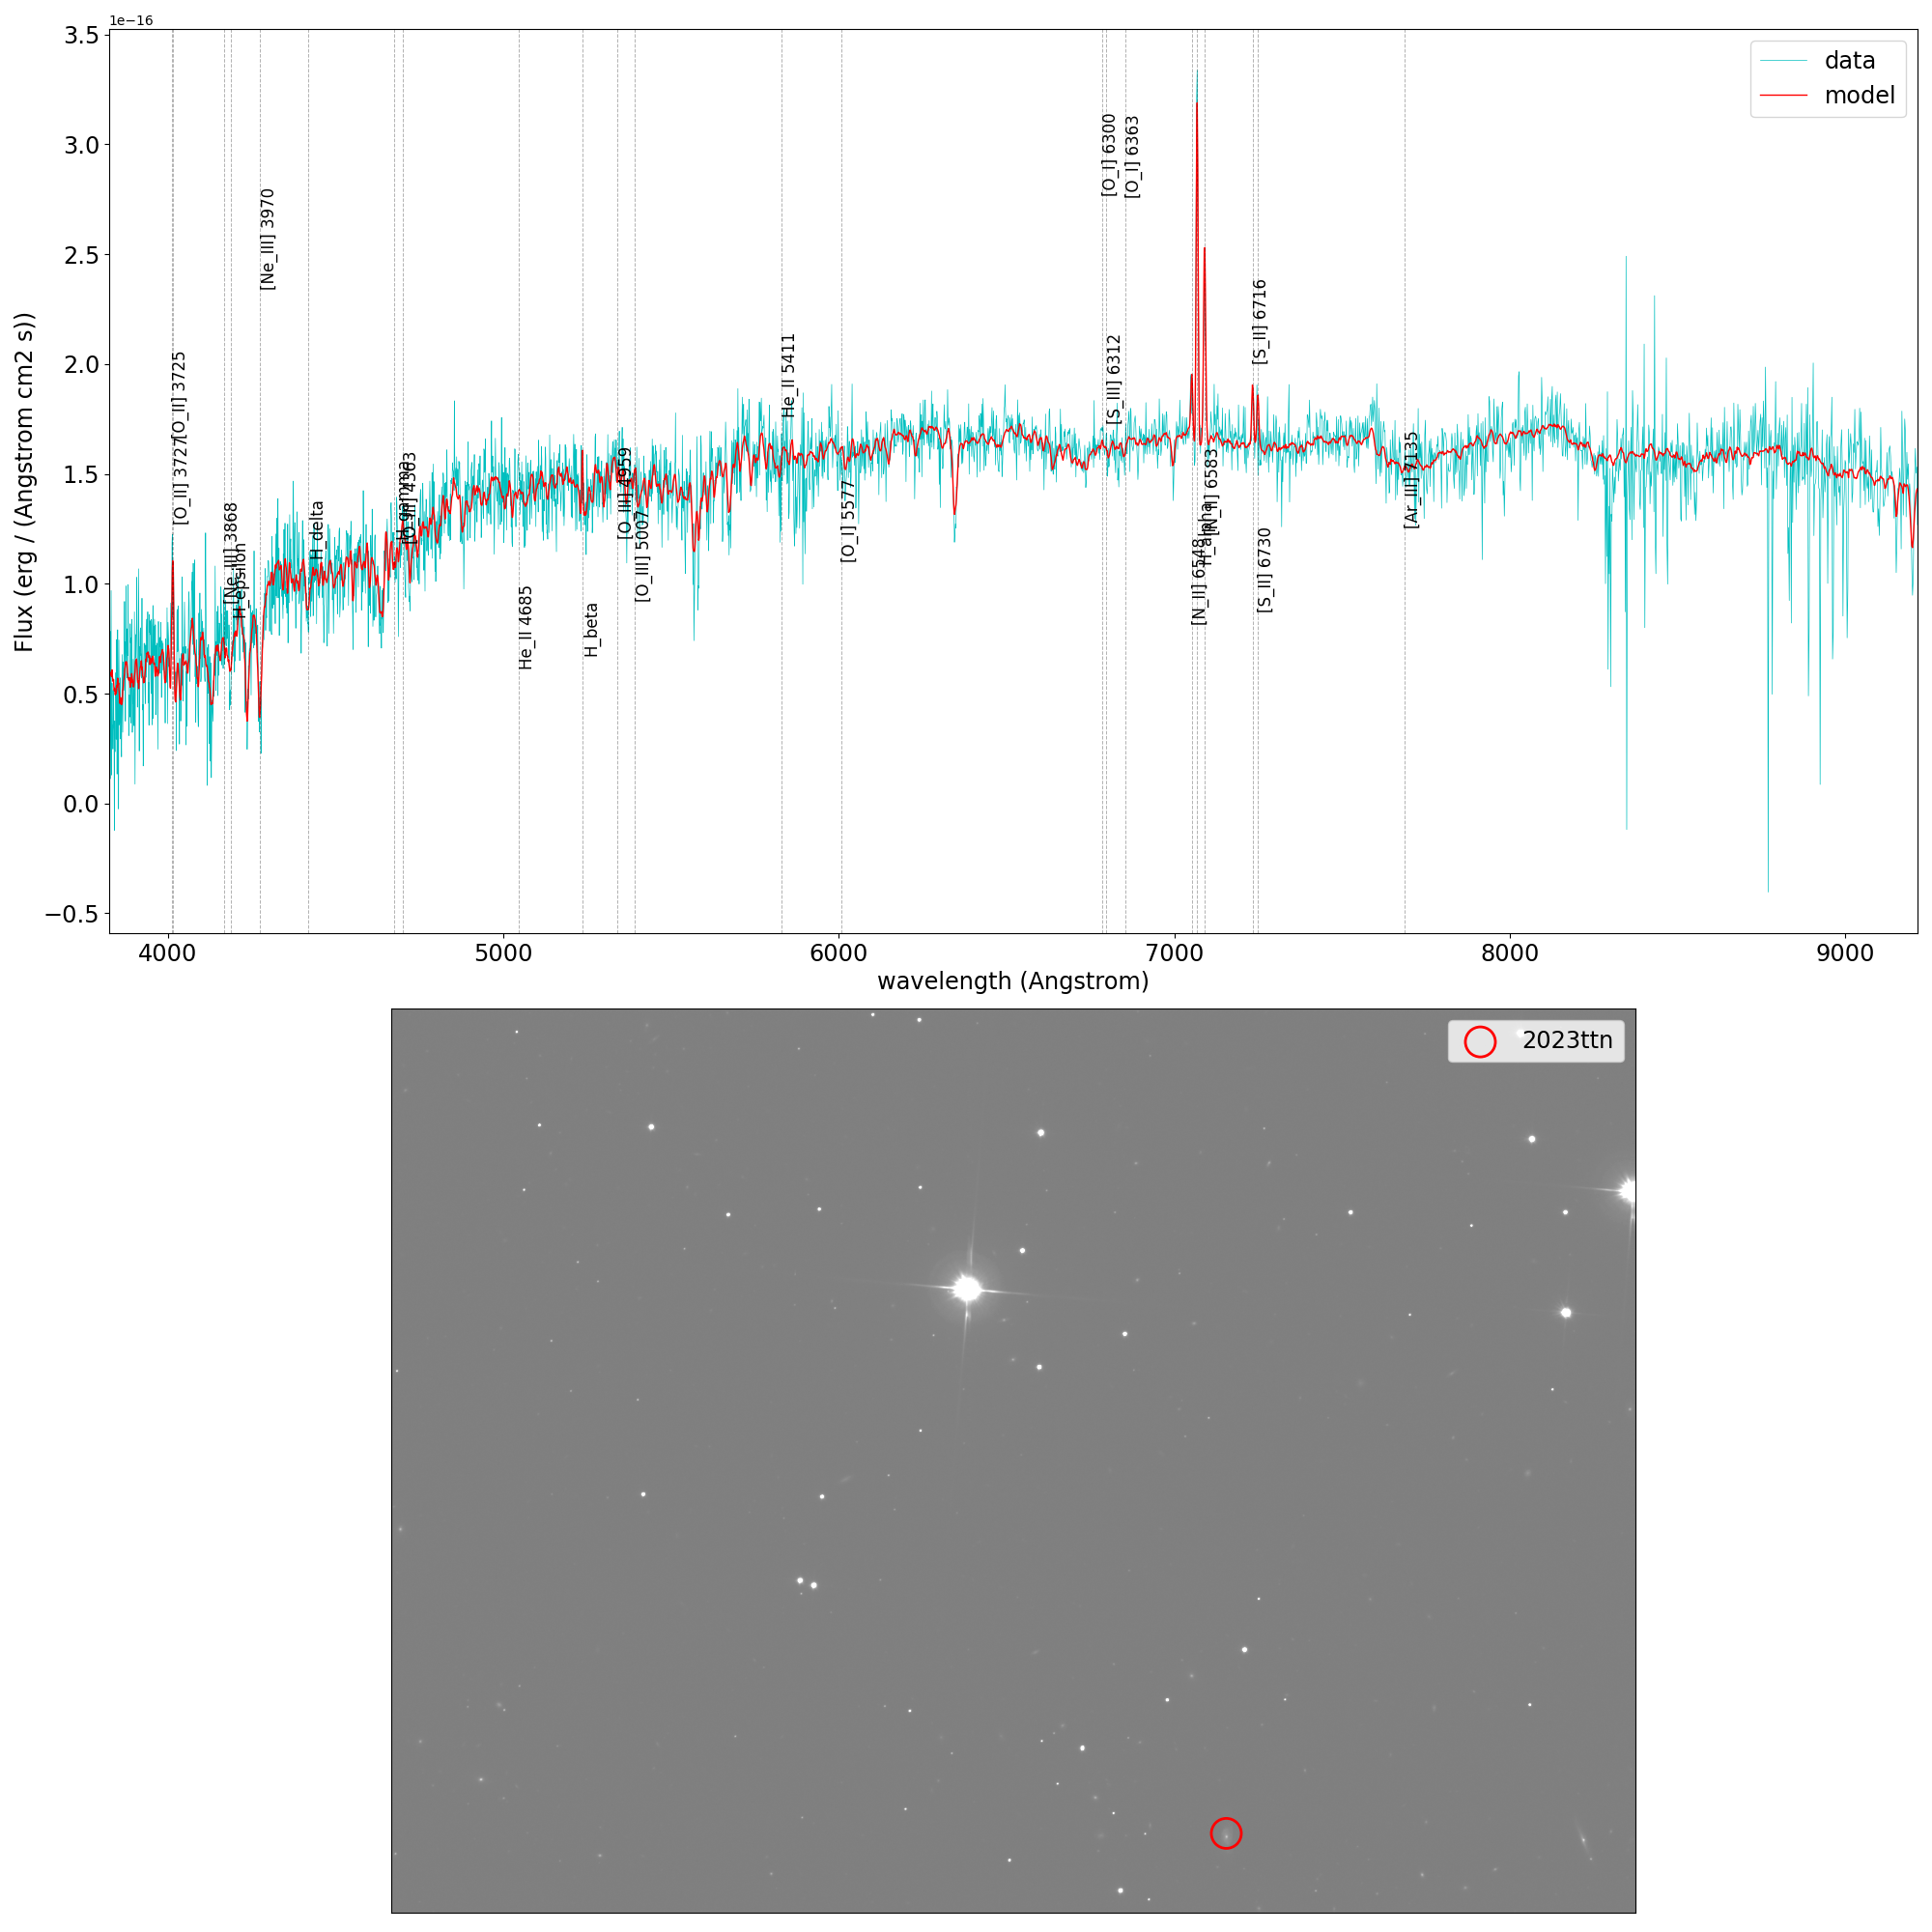 1e−16
Flux (erg / (Angstrom cm2 s))
3.5
3.0
2.5
2.0
1.5
1.0
0.5
0.0
−0.5
data
model
[O_II] 3727
[O_II] 3725
[Ne_III] 3868
H_epsilon
[Ne_III] 3970
H_delta
H_gamma
[O_III] 4363
He_II 4685
H_beta
[O_III] 4959
[O_III] 5007
He_II 5411
[O_I] 5577
[O_I] 6300
[S_III] 6312
[O_I] 6363
[N_II] 6548
H_alpha
[N_II] 6583
[S_II] 6716
[S_II] 6730
[Ar_III] 7135
4000 5000 6000 7000 8000 9000
wavelength (Angstrom)
2023ttn